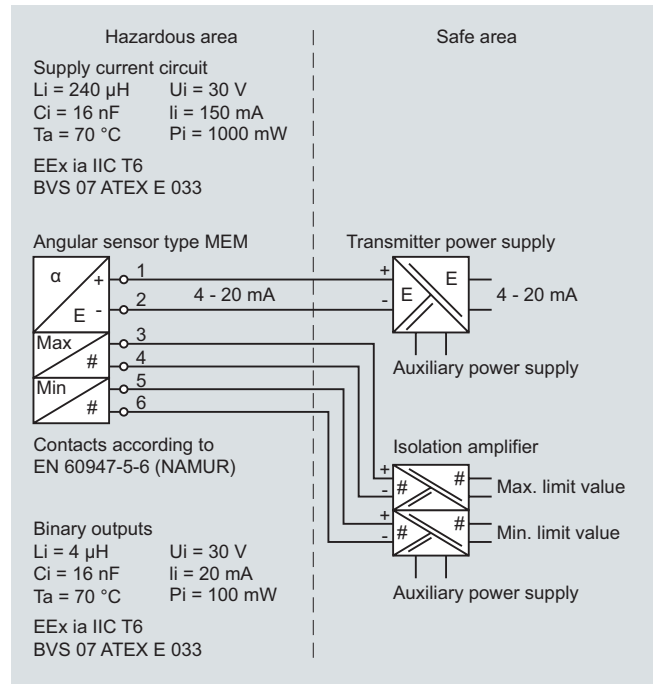 Hazardous area
Safe area
Supply current circuit
Li = 240 µH Ui = 30 V
Ci = 16 nF Ii = 150 mA
Ta = 70 °C Pi = 1000 mW
EEx ia IIC T6
BVS 07 ATEX E 033
Angular sensor type MEM
Transmitter power supply
α
+
E -
1
2
4 - 20 mA
+
-
E
E
4 - 20 mA
Auxiliary power supply
Max
#
3
4
Min
#
5
6
Contacts according to
EN 60947-5-6 (NAMUR)
Isolation amplifier
+
-
#
#
Max. limit value
+
-
#
#
Min. limit value
Auxiliary power supply
Binary outputs
Li = 4 µH Ui = 30 V
Ci = 16 nF Ii = 20 mA
Ta = 70 °C Pi = 100 mW
EEx ia IIC T6
BVS 07 ATEX E 033